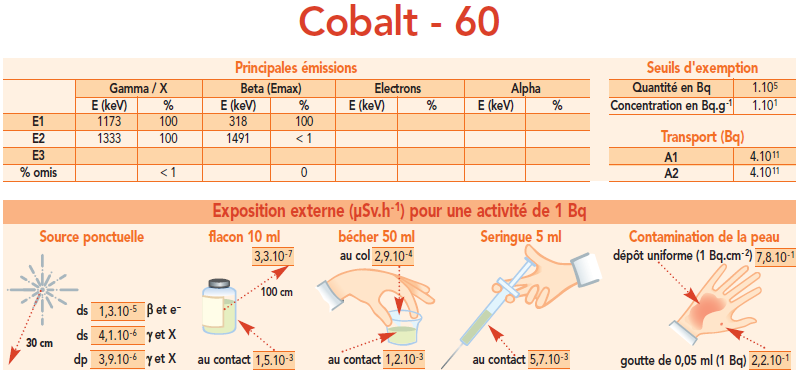 Cobalt - 60
Principales émissions
Gamma / X Beta (Emax) Electrons Alpha
E (keV) % E (keV) % E (keV) % E (keV) %
E1 1173 100 318 100
E2 1333 100 1491 < 1
E3
% omis < 1 0
Seuils d'exemption
Quantité en Bq 1.10⁵
Concentration en Bq.g⁻¹ 1.10¹
Transport (Bq)
A1 4.10¹¹
A2 4.10¹¹
Exposition externe (µSv.h⁻¹) pour une activité de 1 Bq
Source ponctuelle
30 cm
ds 1,3.10⁻⁵ β et e⁻
ds 4,1.10⁻⁶ γ et X
dp 3,9.10⁻⁶ γ et X
flacon 10 ml
3,3.10⁻⁷
100 cm
au contact 1,5.10⁻³
bécher 50 ml
au col 2,9.10⁻⁴
au contact 1,2.10⁻³
Seringue 5 ml
au contact 5,7.10⁻³
Contamination de la peau
dépôt uniforme (1 Bq.cm⁻²) 7,8.10⁻¹
goutte de 0,05 ml (1 Bq) 2,2.10⁻¹